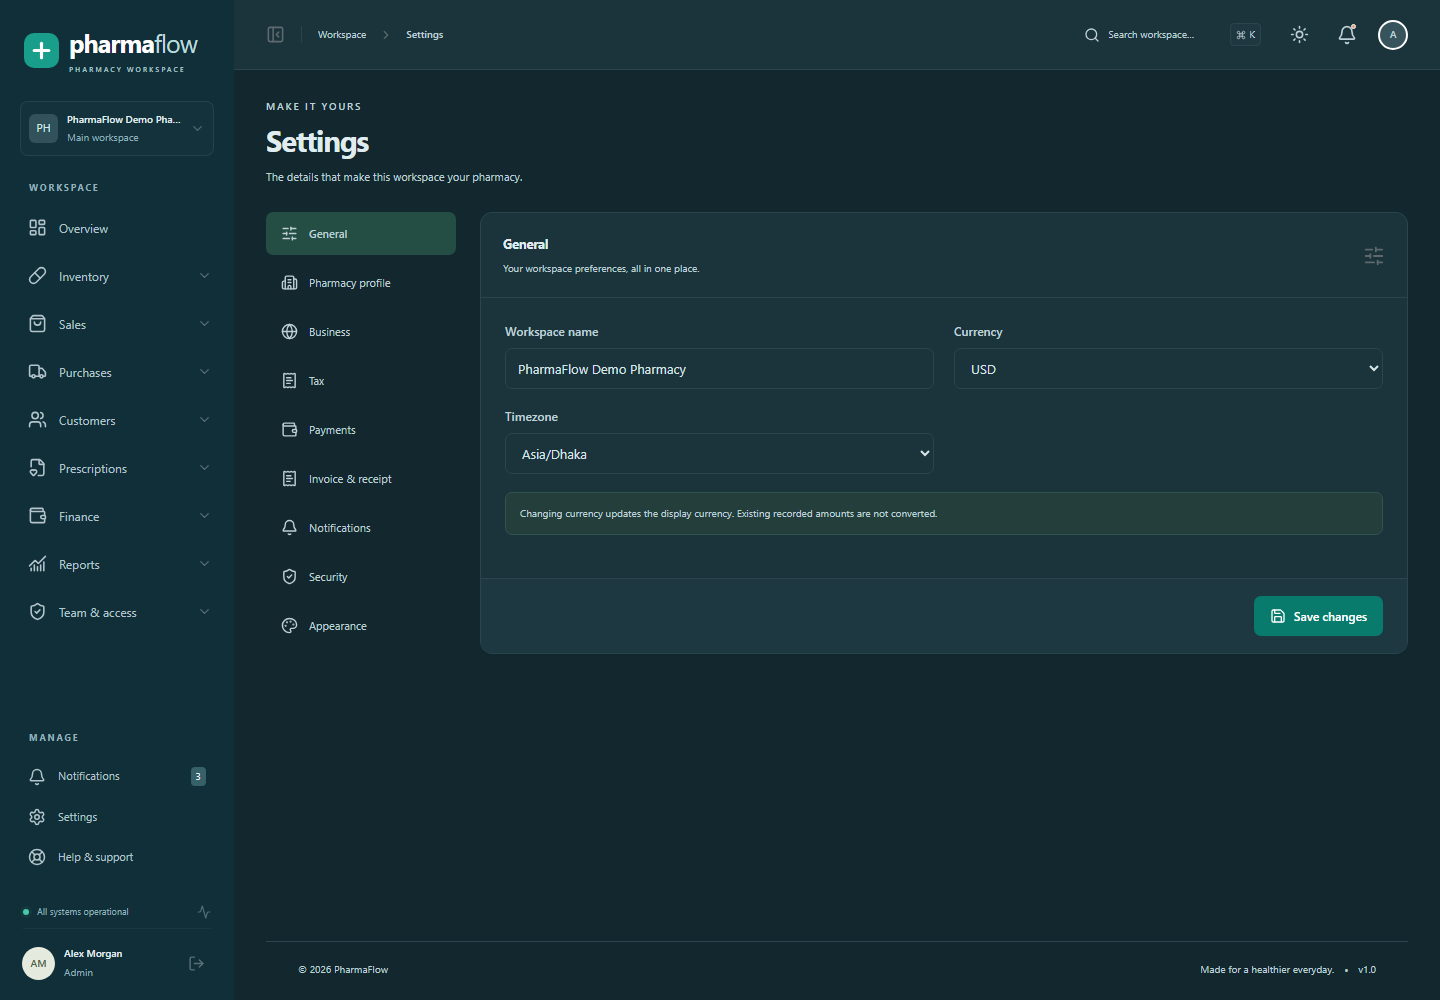 pharmaflow
PHARMACY WORKSPACE
PH
PharmaFlow Demo Pha...
Main workspace
WORKSPACE
Overview
Inventory
Sales
Purchases
Customers
Prescriptions
Finance
Reports
Team & access
MANAGE
Notifications
3
Settings
Help & support
All systems operational
AM
Alex Morgan
Admin
Workspace
Settings
Search workspace...
⌘ K
A
MAKE IT YOURS
Settings
The details that make this workspace your pharmacy.
General
Pharmacy profile
Business
Tax
Payments
Invoice & receipt
Notifications
Security
Appearance
General
Your workspace preferences, all in one place.
Workspace name
PharmaFlow Demo Pharmacy
Currency
USD
Timezone
Asia/Dhaka
Changing currency updates the display currency. Existing recorded amounts are not converted.
Save changes
© 2026 PharmaFlow
Made for a healthier everyday. • v1.0